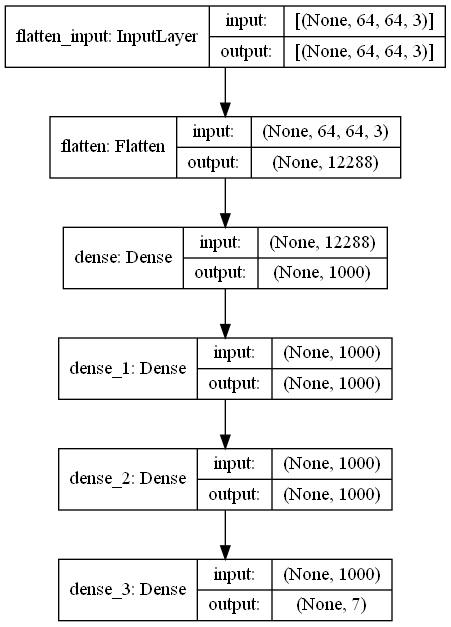 flatten_input: InputLayer
input: [(None, 64, 64, 3)]
output: [(None, 64, 64, 3)]
flatten: Flatten
input: (None, 64, 64, 3)
output: (None, 12288)
dense: Dense
input: (None, 12288)
output: (None, 1000)
dense_1: Dense
input: (None, 1000)
output: (None, 1000)
dense_2: Dense
input: (None, 1000)
output: (None, 1000)
dense_3: Dense
input: (None, 1000)
output: (None, 7)